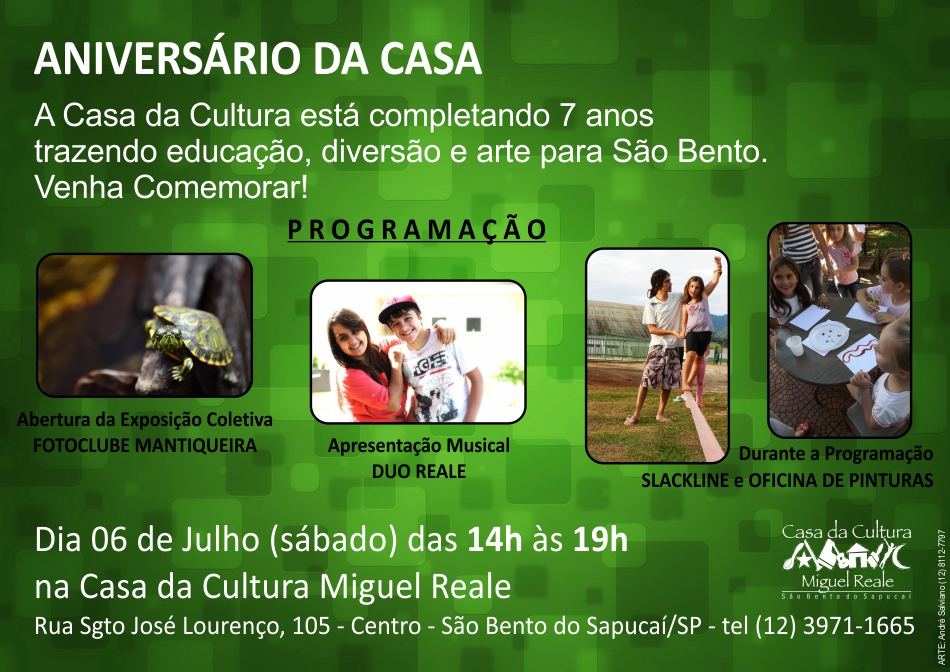 ANIVERSÁRIO DA CASA
A Casa da Cultura está completando 7 anos
trazendo educação, diversão e arte para São Bento.
Venha Comemorar!
PROGRAMAÇÃO
Abertura da Exposição Coletiva
FOTOCLUBE MANTIQUEIRA
Apresentação Musical
DUO REALE
Durante a Programação
SLACKLINE e OFICINA DE PINTURAS
Dia 06 de Julho (sábado) das 14h às 19h
na Casa da Cultura Miguel Reale
Rua Sgto José Lourenço, 105 - Centro - São Bento do Sapucaí/SP - tel (12) 3971-1665
Casa da Cultura
Miguel Reale
São Bento do Sapucaí
ARTE: André Salviano (12) 8112-7797